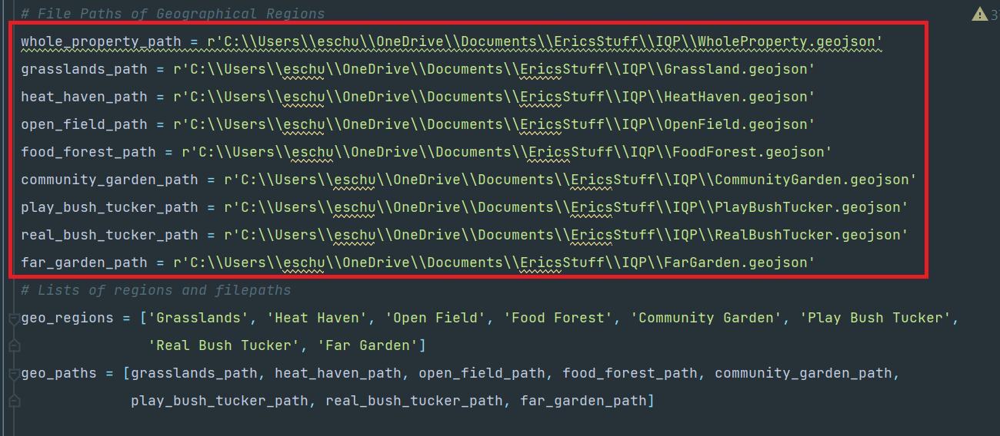 # File Paths of Geographical Regions
whole_property_path = r'C:\\Users\\eschu\\OneDrive\\Documents\\EricsStuff\\IQP\\WholeProperty.geojson'
grasslands_path = r'C:\\Users\\eschu\\OneDrive\\Documents\\EricsStuff\\IQP\\Grassland.geojson'
heat_haven_path = r'C:\\Users\\eschu\\OneDrive\\Documents\\EricsStuff\\IQP\\HeatHaven.geojson'
open_field_path = r'C:\\Users\\eschu\\OneDrive\\Documents\\EricsStuff\\IQP\\OpenField.geojson'
food_forest_path = r'C:\\Users\\eschu\\OneDrive\\Documents\\EricsStuff\\IQP\\FoodForest.geojson'
community_garden_path = r'C:\\Users\\eschu\\OneDrive\\Documents\\EricsStuff\\IQP\\CommunityGarden.geojson'
play_bush_tucker_path = r'C:\\Users\\eschu\\OneDrive\\Documents\\EricsStuff\\IQP\\PlayBushTucker.geojson'
real_bush_tucker_path = r'C:\\Users\\eschu\\OneDrive\\Documents\\EricsStuff\\IQP\\RealBushTucker.geojson'
far_garden_path = r'C:\\Users\\eschu\\OneDrive\\Documents\\EricsStuff\\IQP\\FarGarden.geojson'
# Lists of regions and filepaths
geo_regions = ['Grasslands', 'Heat Haven', 'Open Field', 'Food Forest', 'Community Garden', 'Play Bush Tucker',
'Real Bush Tucker', 'Far Garden']
geo_paths = [grasslands_path, heat_haven_path, open_field_path, food_forest_path, community_garden_path,
play_bush_tucker_path, real_bush_tucker_path, far_garden_path]